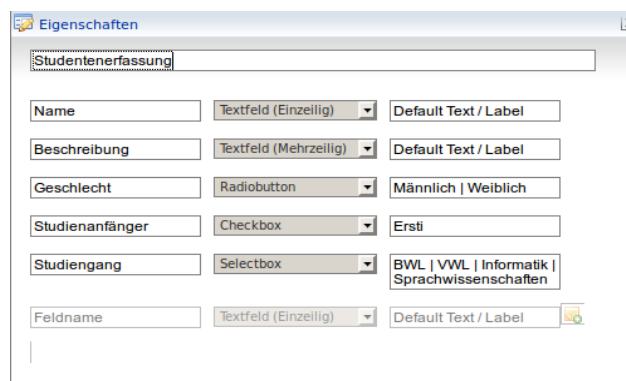 Eigenschaften
Studentenerfassung
Name Textfeld (Einzeilig) Default Text / Label
Beschreibung Textfeld (Mehrzeilig) Default Text / Label
Geschlecht Radiobutton Männlich | Weiblich
Studienanfänger Checkbox Ersti
Studiengang Selectbox BWL | VWL | Informatik |
Sprachwissenschaften
Feldname Textfeld (Einzeilig) Default Text / Label